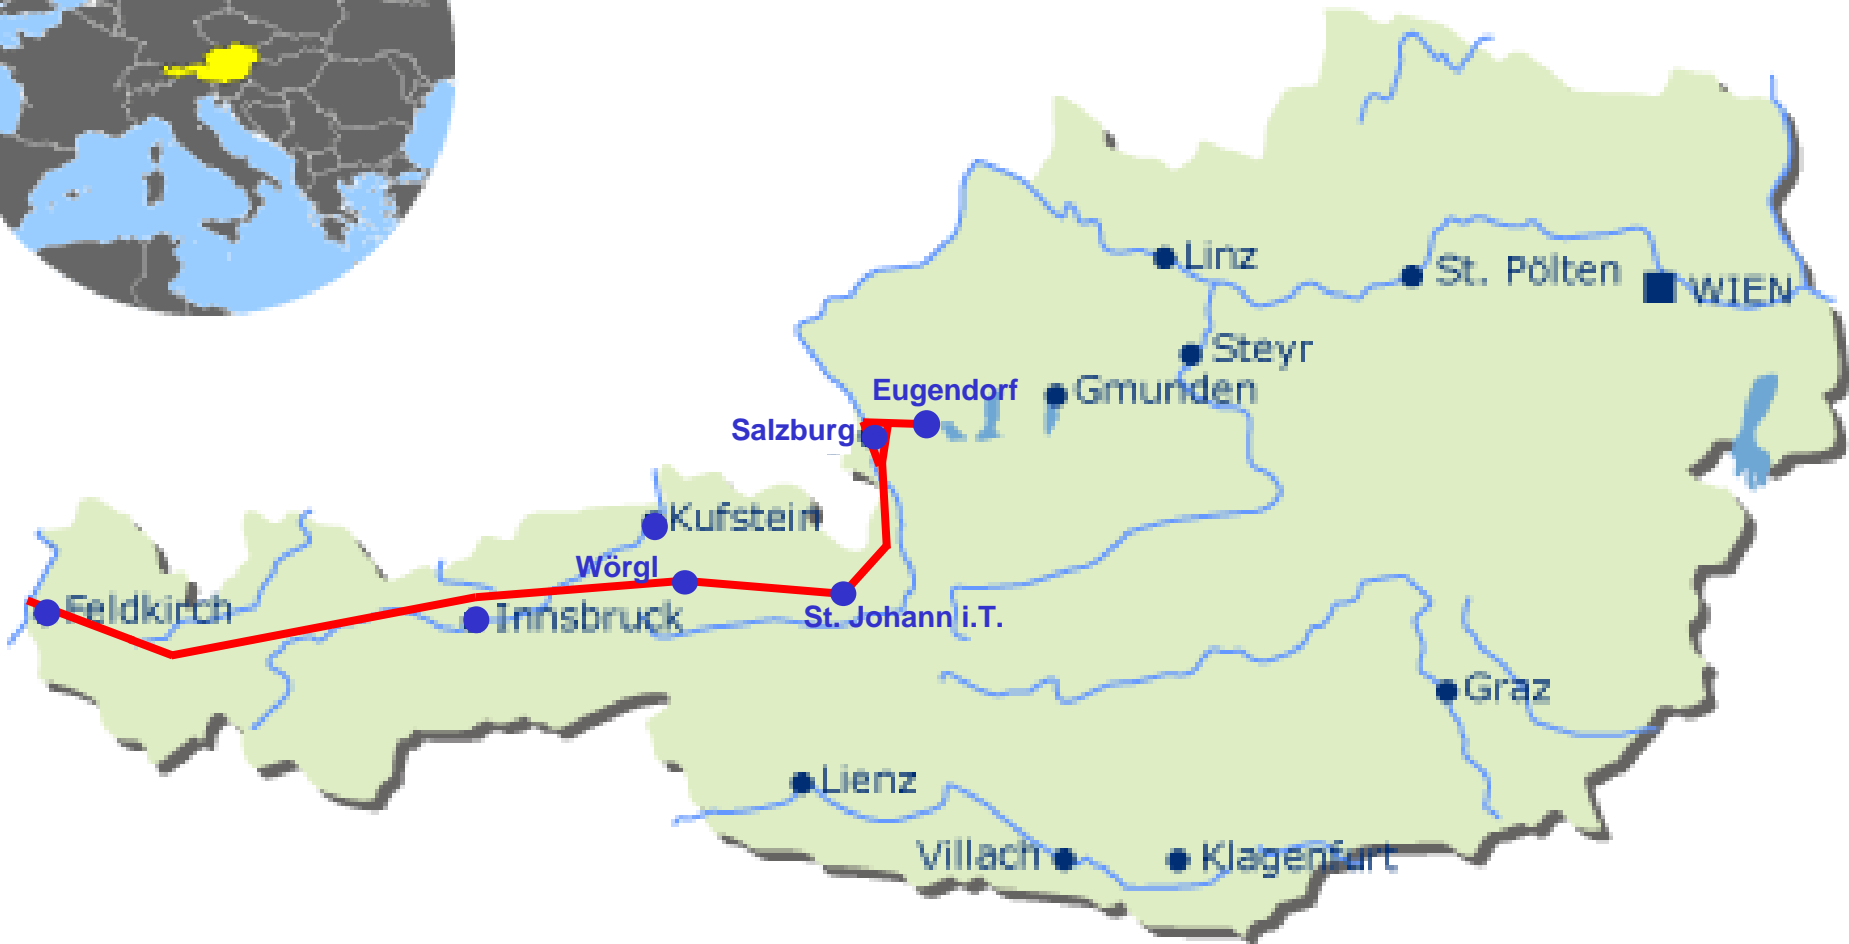 Linz
St. Pölten
WIEN
Steyr
Eugendorf
Gmunden
Salzburg
Kufstein
Wörgl
Feldkirch
Innsbruck
St. Johann i.T.
Graz
Lienz
Villach
Klagenfurt